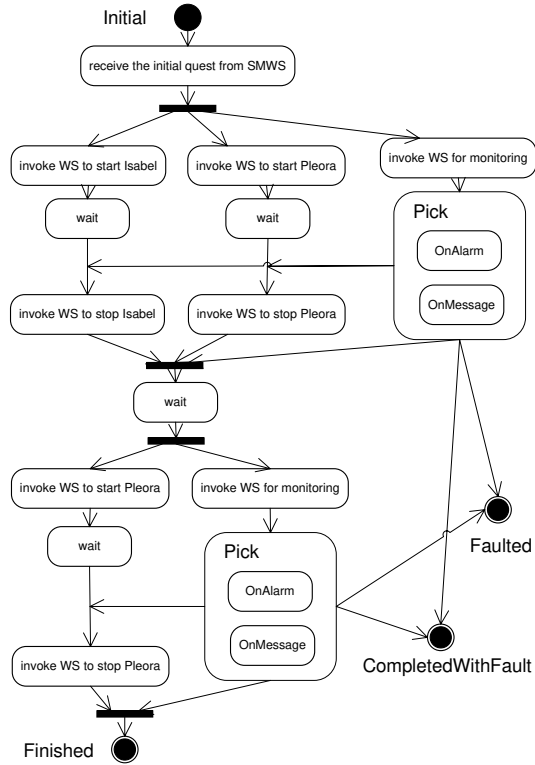 Initial
receive the initial quest from SMWS
invoke WS to start Isabel
invoke WS to start Pleora
invoke WS for monitoring
wait
wait
Pick
OnAlarm
OnMessage
invoke WS to stop Isabel
invoke WS to stop Pleora
wait
invoke WS to start Pleora
invoke WS for monitoring
wait
Pick
OnAlarm
OnMessage
Faulted
invoke WS to stop Pleora
CompletedWithFault
Finished